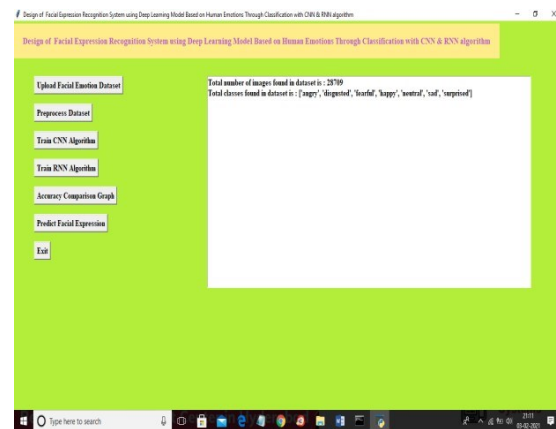 Design of Facial Expression Recognition System using Deep Learning Model Based on Human Emotions Through Classification with CNN & RNN algorithm
Design of Facial Expression Recognition System using Deep Learning Model Based on Human Emotions Through Classification with CNN & RNN algorithm
Upload Facial Emotion Dataset
Total number of images found in dataset is : 28709
Total classes found in dataset is : ['angry', 'disgusted', 'fearful', 'happy', 'neutral', 'sad', 'surprised']
Preprocess Dataset
Train CNN Algorithm
Train RNN Algorithm
Accuracy Comparison Graph
Predict Facial Expression
Exit
Type here to search
21:11
03-02-2021